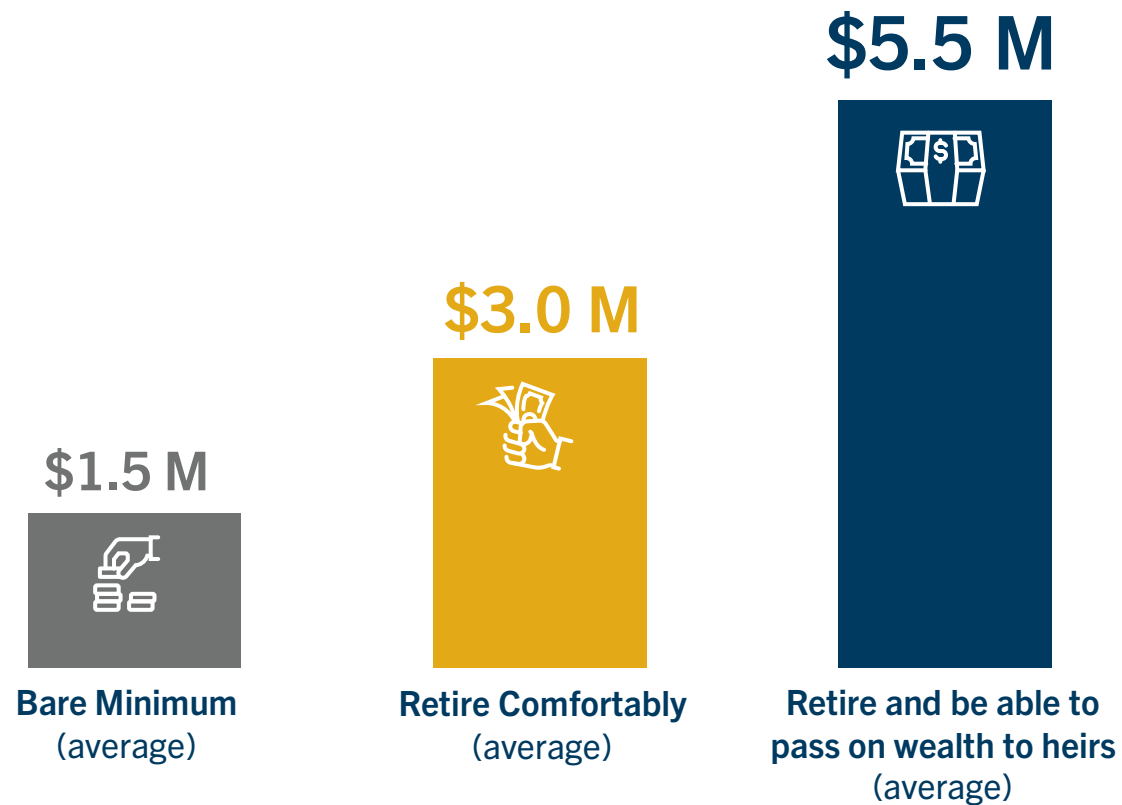 $1.5 M
Bare Minimum
(average)
$3.0 M
Retire Comfortably
(average)
$5.5 M
$
Retire and be able to
pass on wealth to heirs
(average)